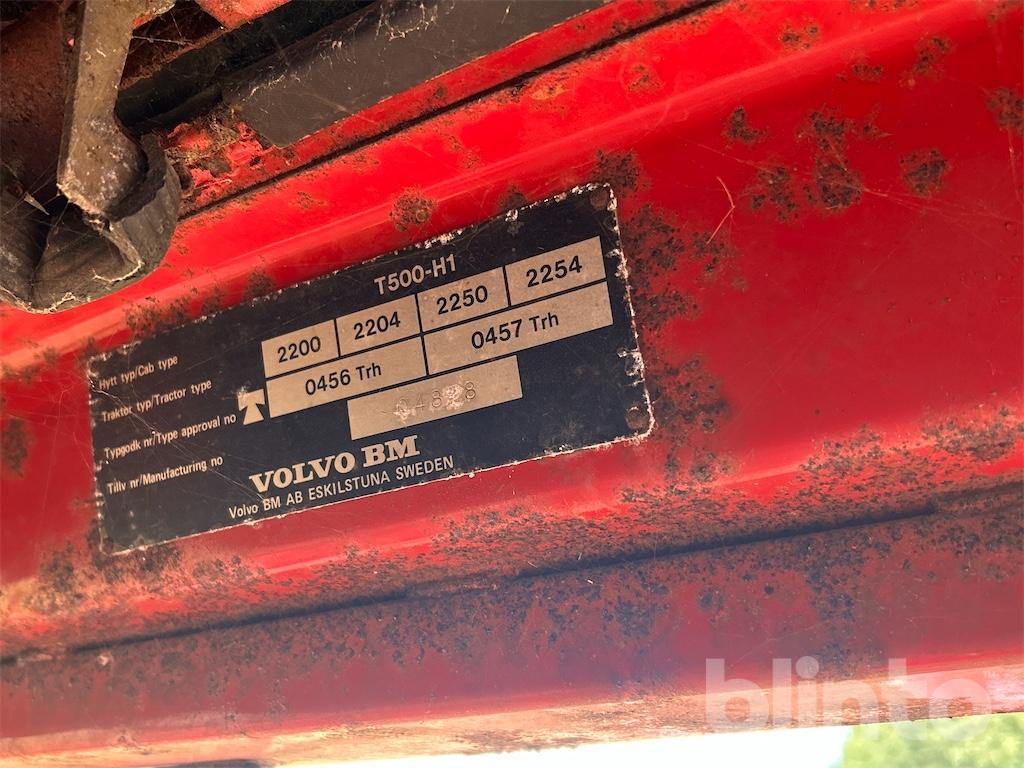 Hytt typ/Cab type T500-H1
Traktor typ/Tractor type 2200 2204 2250 2254
Typgodk nr/Type approval no T 0456 Trh 0457 Trh
Tillv nr/Manufacturing no
VOLVO BM
Volvo BM AB ESKILSTUNA SWEDEN
blinto